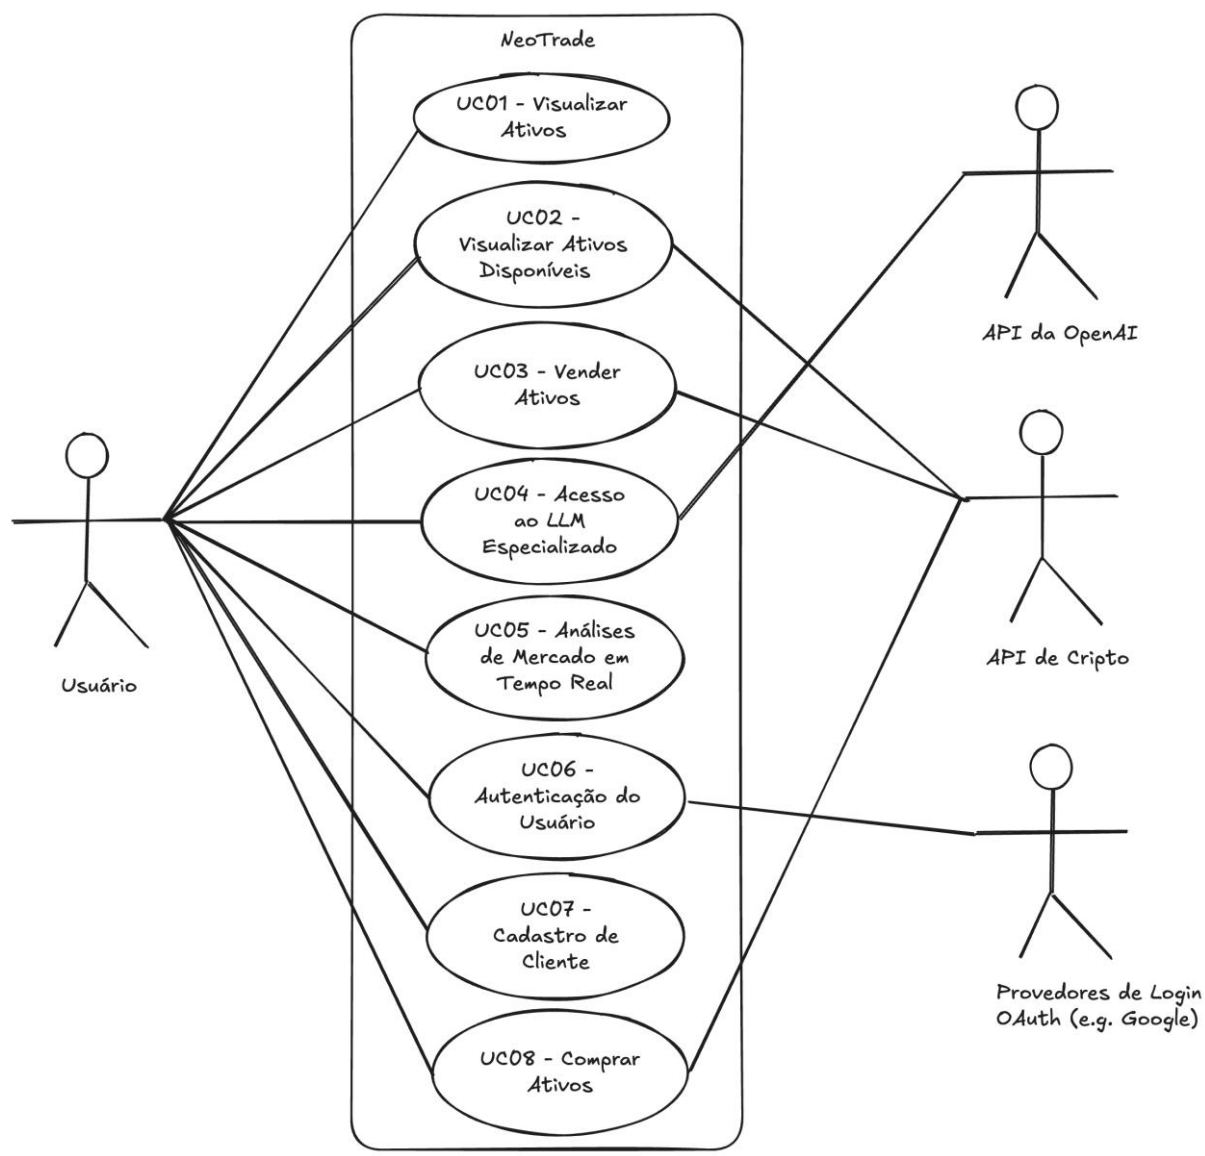 NeoTrade
UC01 - Visualizar
Ativos
UC02 -
Visualizar Ativos
Disponíveis
UC03 - Vender
Ativos
UC04 - Acesso
ao LLM
Especializado
UC05 - Análises
de Mercado em
Tempo Real
UC06 -
Autenticação do
Usuário
UC07 -
Cadastro de
Cliente
UC08 - Comprar
Ativos
Usuário
API da OpenAI
API de Cripto
Provedores de Login
OAuth (e.g. Google)